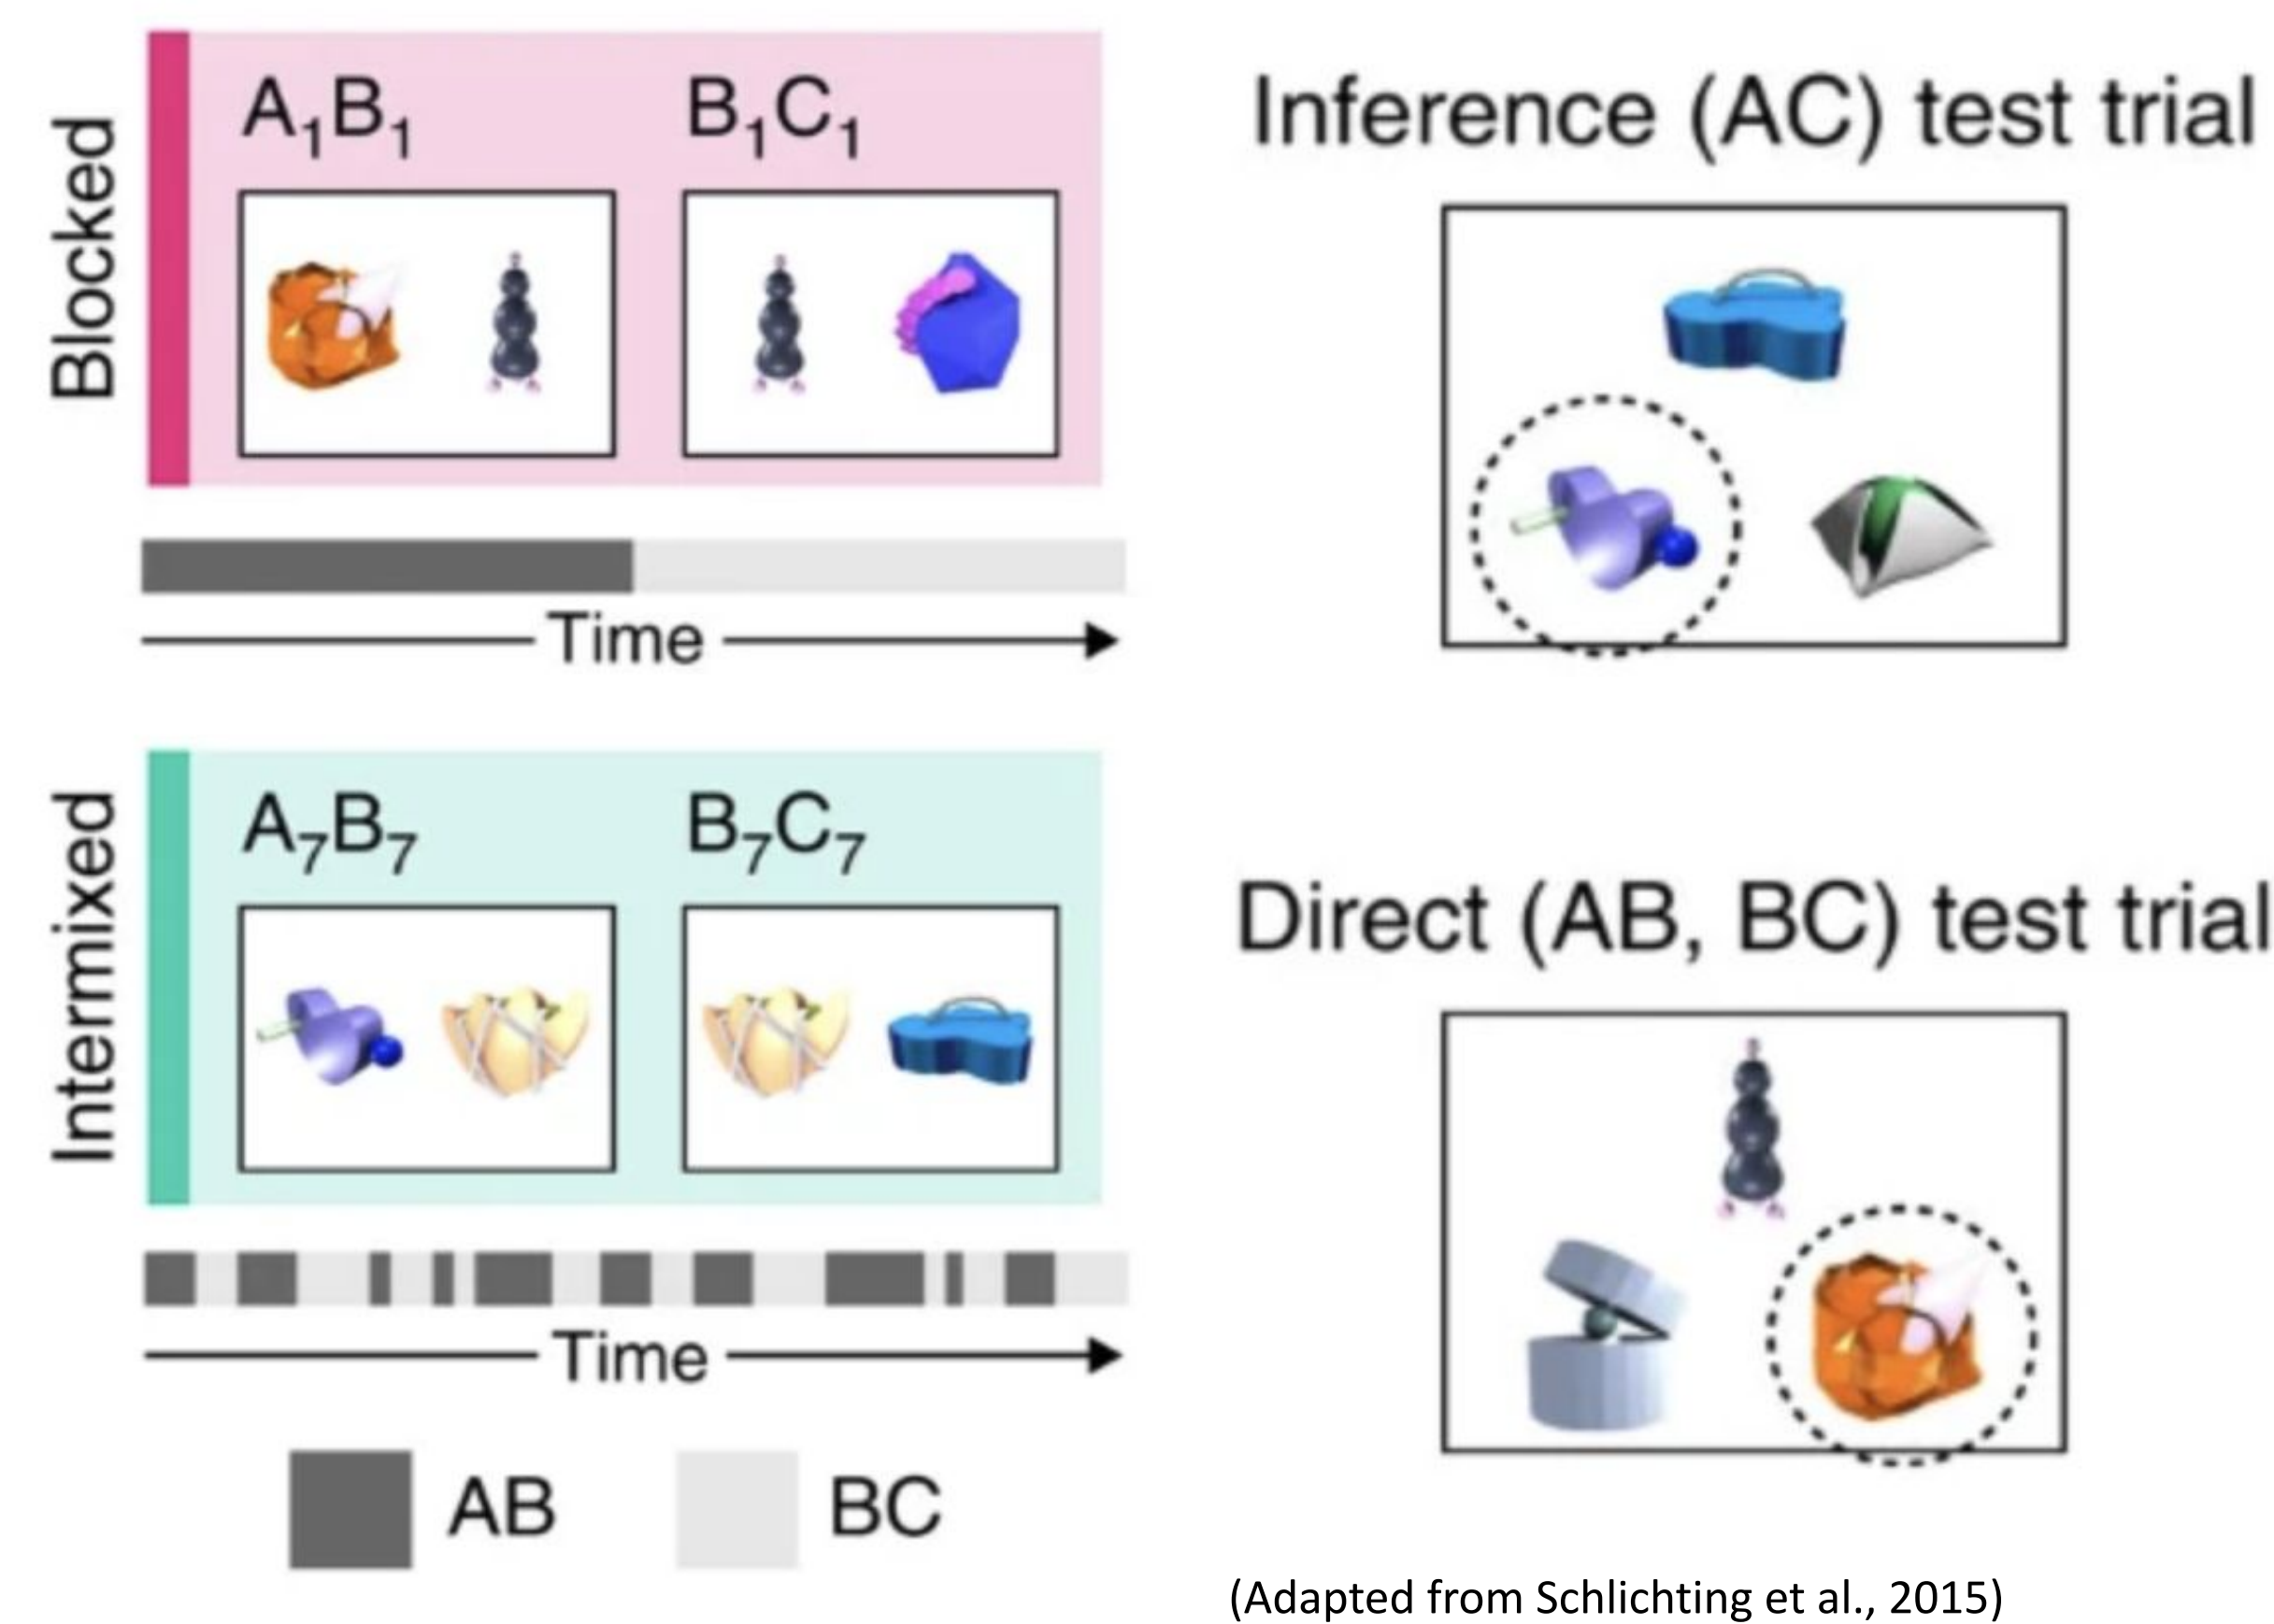 Blocked
A₁B₁
B₁C₁
Time
Intermixed
A₇B₇
B₇C₇
Time
AB
BC
Inference (AC) test trial
Direct (AB, BC) test trial
(Adapted from Schlichting et al., 2015)